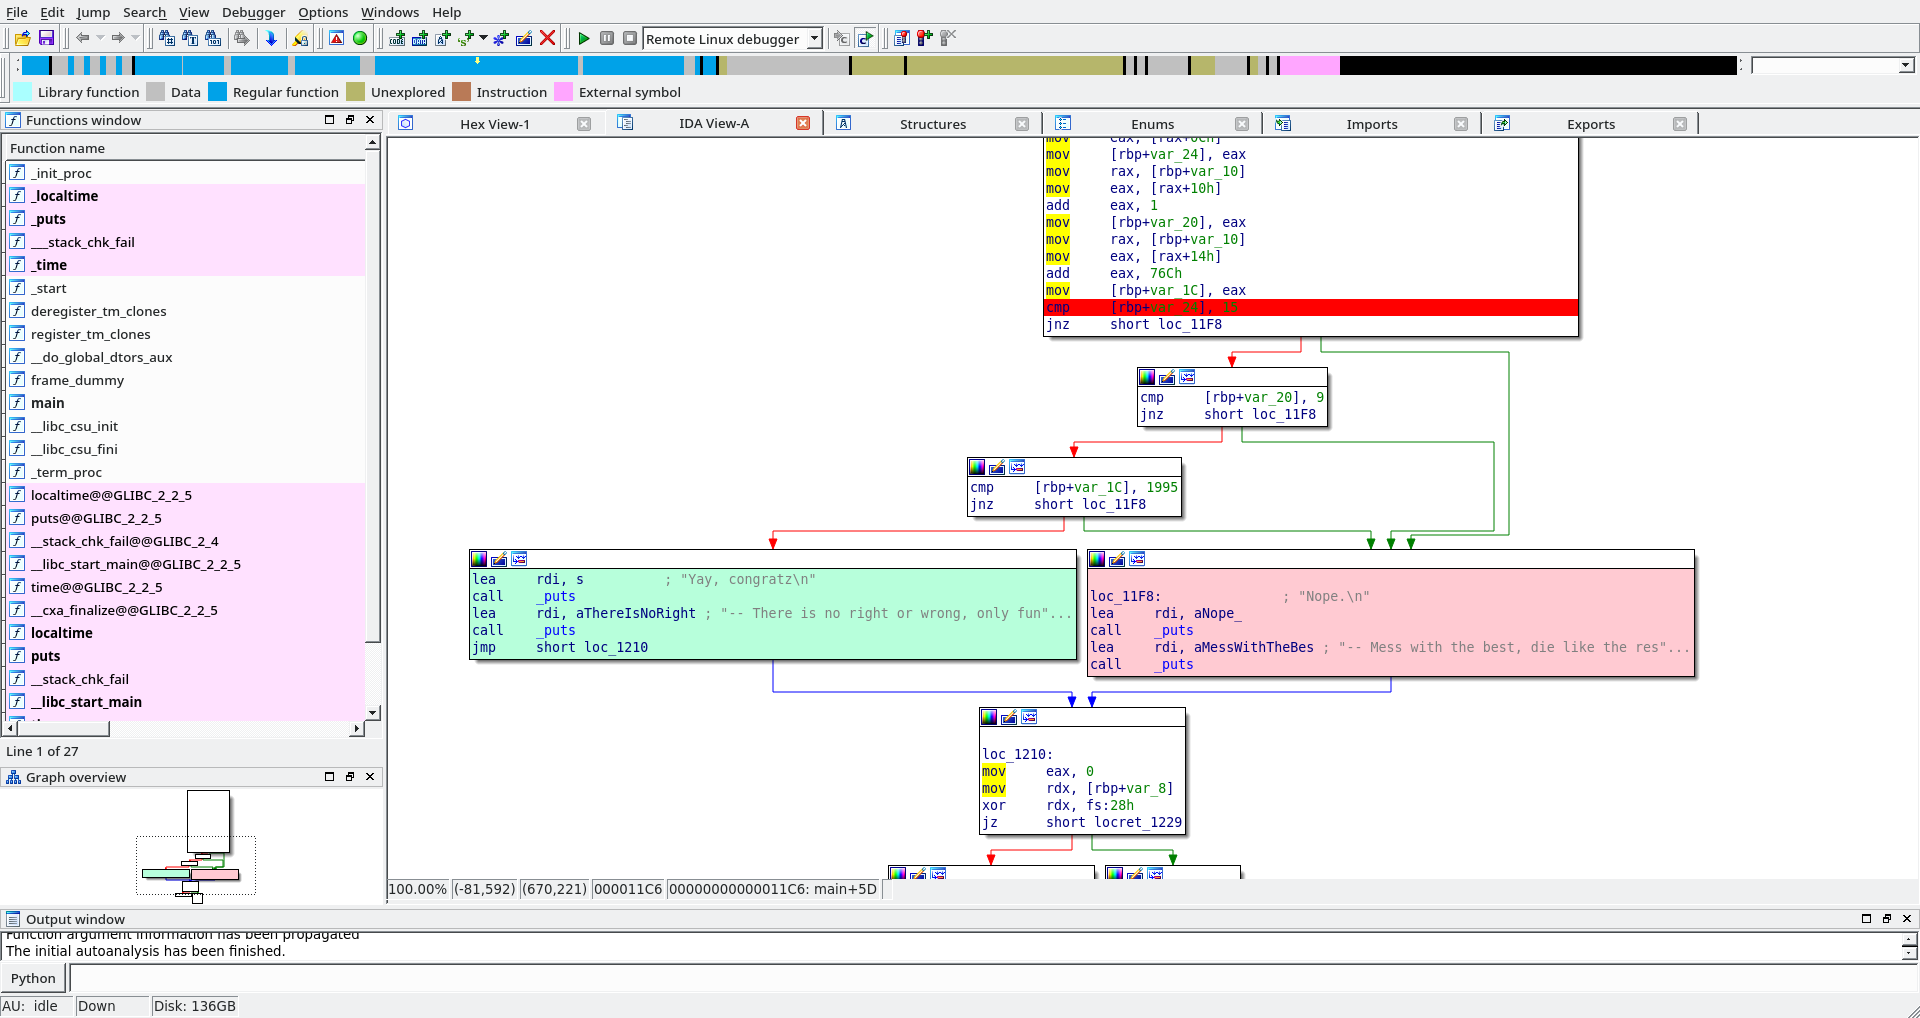 File Edit Jump Search View Debugger Options Windows Help
Remote Linux debugger
Library function Data Regular function Unexplored Instruction External symbol
Functions window
Function name
_init_proc
_localtime
_puts
___stack_chk_fail
_time
_start
deregister_tm_clones
register_tm_clones
__do_global_dtors_aux
frame_dummy
main
__libc_csu_init
__libc_csu_fini
_term_proc
localtime@@GLIBC_2_2_5
puts@@GLIBC_2_2_5
__stack_chk_fail@@GLIBC_2_4
__libc_start_main@@GLIBC_2_2_5
time@@GLIBC_2_2_5
__cxa_finalize@@GLIBC_2_2_5
localtime
puts
__stack_chk_fail
__libc_start_main
Line 1 of 27
Graph overview
Hex View-1 IDA View-A Structures Enums Imports Exports
mov eax, [rax+0Ch]
mov [rbp+var_24], eax
mov rax, [rbp+var_10]
mov eax, [rax+10h]
add eax, 1
mov [rbp+var_20], eax
mov rax, [rbp+var_10]
mov eax, [rax+14h]
add eax, 76Ch
mov [rbp+var_1C], eax
cmp [rbp+var_24], 15
jnz short loc_11F8
cmp [rbp+var_20], 9
jnz short loc_11F8
cmp [rbp+var_1C], 1995
jnz short loc_11F8
lea rdi, s ; "Yay, congratz\n"
call _puts
lea rdi, aThereIsNoRight ; "-- There is no right or wrong, only fun"...
call _puts
jmp short loc_1210
loc_11F8: ; "Nope.\n"
lea rdi, aNope_
call _puts
lea rdi, aMessWithTheBes ; "-- Mess with the best, die like the res"...
call _puts
loc_1210:
mov eax, 0
mov rdx, [rbp+var_8]
xor rdx, fs:28h
jz short locret_1229
100.00% (-81,592) (670,221) 000011C6 00000000000011C6: main+5D
Output window
Function argument information has been propagated
The initial autoanalysis has been finished.
Python
AU: idle Down Disk: 136GB